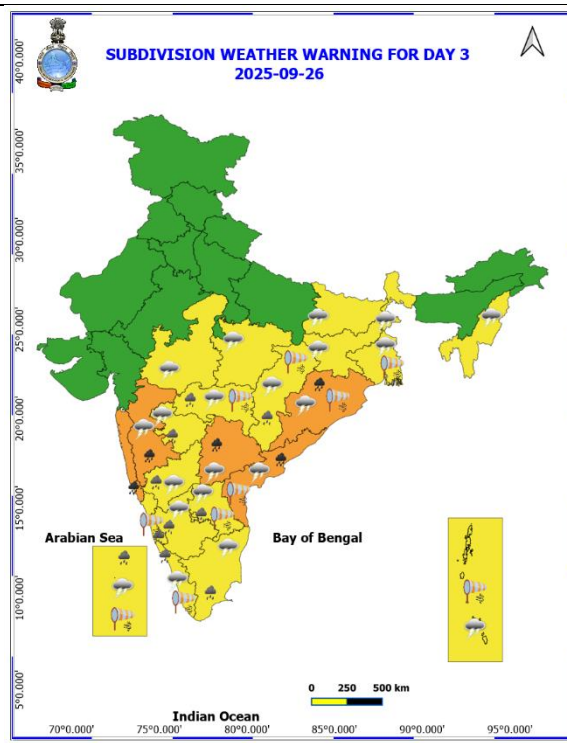 SUBDIVISION WEATHER WARNING FOR DAY 3
2025-09-26
40°0.000'
35°0.000'
30°0.000'
25°0.000'
20°0.000'
15°0.000'
10°0.000'
5°0.000'
Arabian Sea
Bay of Bengal
0 250 500 km
Indian Ocean
70°0.000' 75°0.000' 80°0.000' 85°0.000' 90°0.000' 95°0.000'